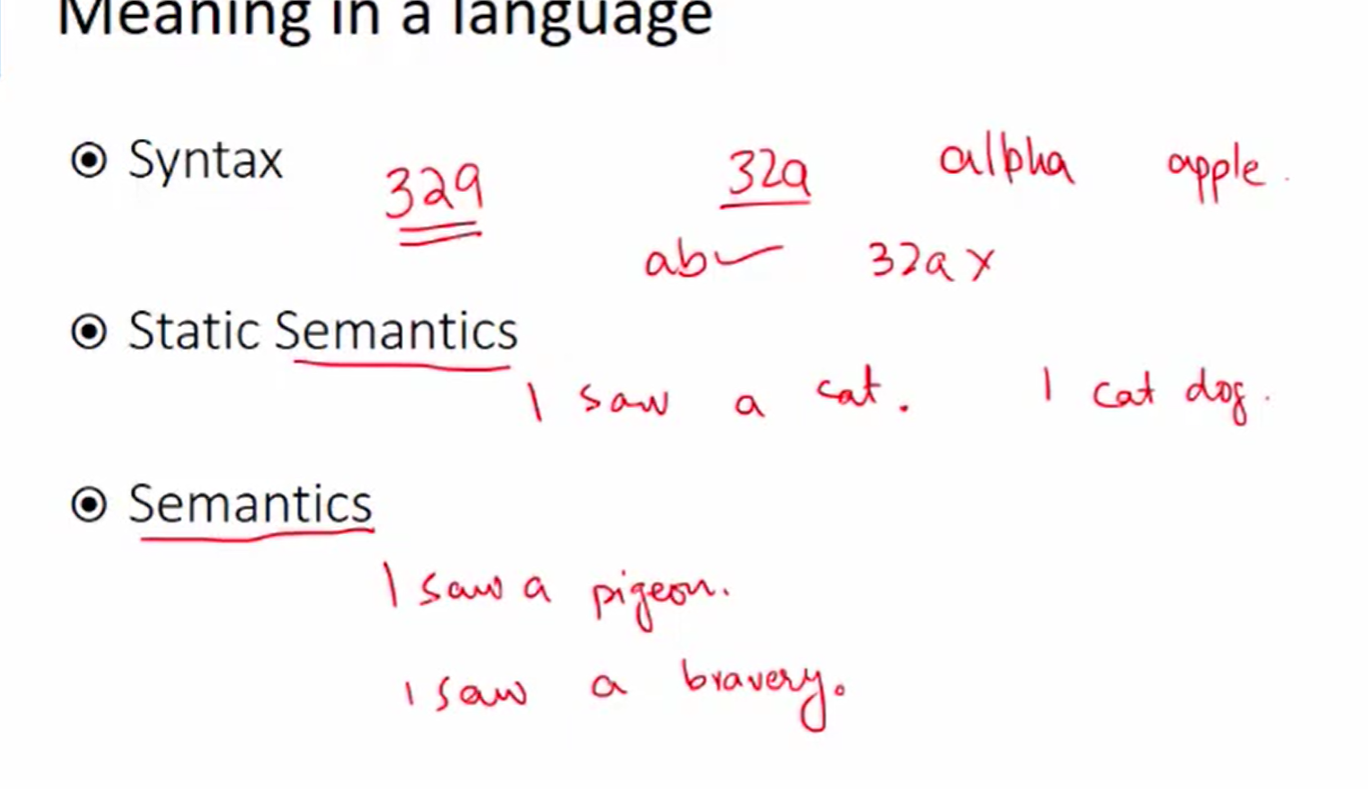 Meaning in a language
Syntax 329 32a alpha apple.
ab 32a x
Static Semantics
I saw a cat. I cat dog.
Semantics
I saw a pigeon.
I saw a bravery.